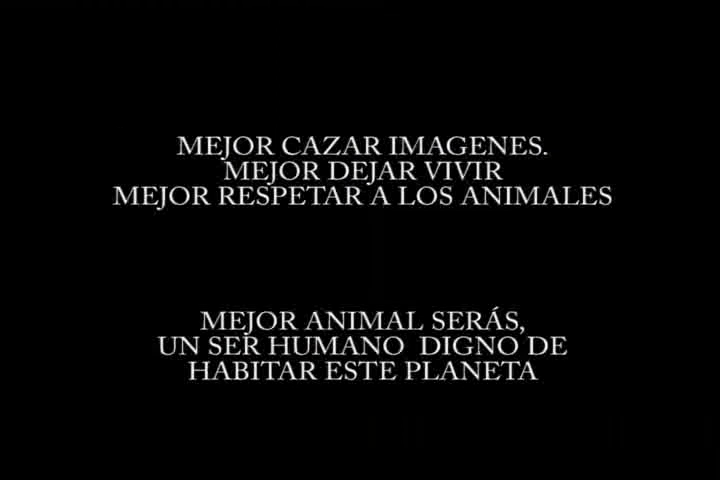 MEJOR CAZAR IMAGENES.
MEJOR DEJAR VIVIR
MEJOR RESPETAR A LOS ANIMALES
MEJOR ANIMAL SERÁS,
UN SER HUMANO DIGNO DE
HABITAR ESTE PLANETA